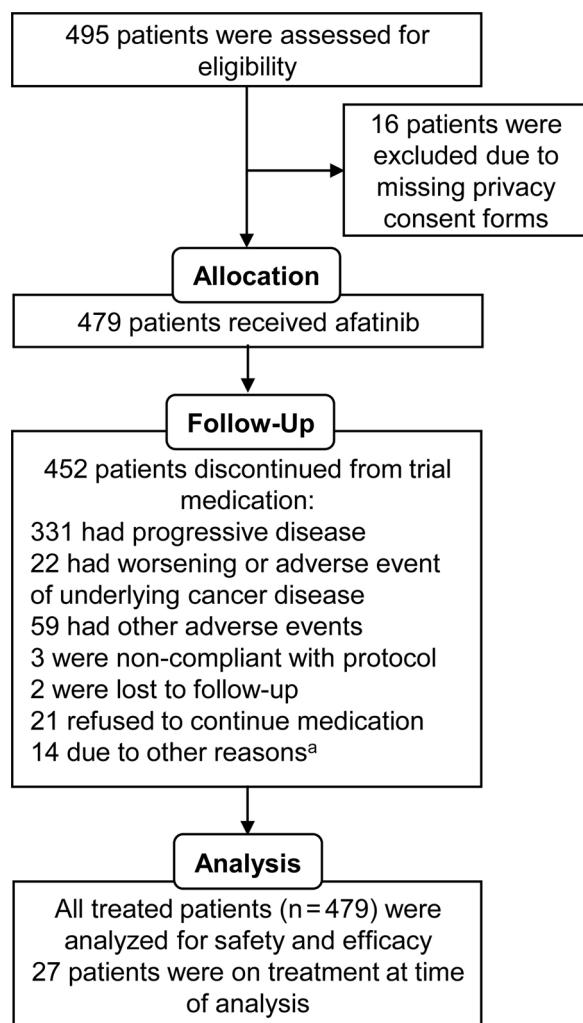 495 patients were assessed for
eligibility
16 patients were
excluded due to
missing privacy
consent forms
Allocation
479 patients received afatinib
Follow-Up
452 patients discontinued from trial
medication:
331 had progressive disease
22 had worsening or adverse event
of underlying cancer disease
59 had other adverse events
3 were non-compliant with protocol
2 were lost to follow-up
21 refused to continue medication
14 due to other reasonsᵃ
Analysis
All treated patients (n = 479) were
analyzed for safety and efficacy
27 patients were on treatment at time
of analysis